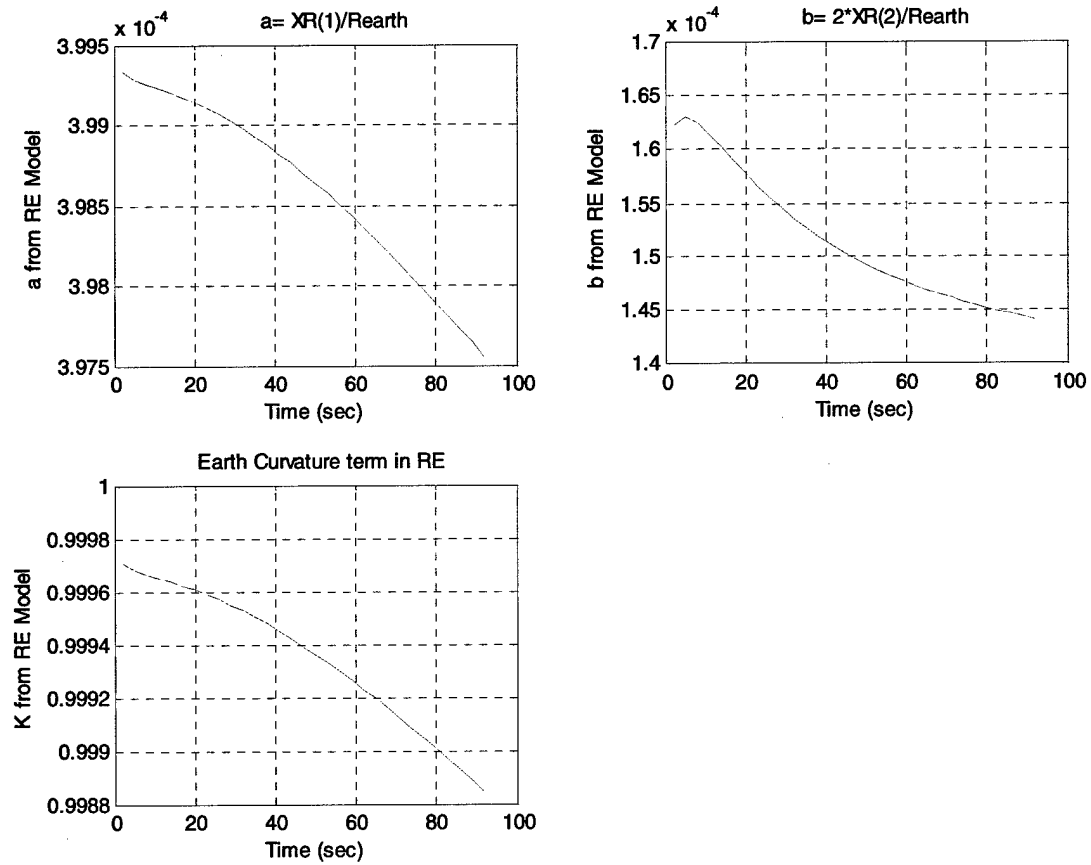 a= XR(1)/Rearth
x 10^-4
3.995
3.99
3.985
3.98
3.975
a from RE Model
0 20 40 60 80 100
Time (sec)
b= 2*XR(2)/Rearth
x 10^-4
1.7
1.65
1.6
1.55
1.5
1.45
1.4
b from RE Model
0 20 40 60 80 100
Time (sec)
Earth Curvature term in RE
1
0.9998
0.9996
0.9994
0.9992
0.999
0.9988
K from RE Model
0 20 40 60 80 100
Time (sec)